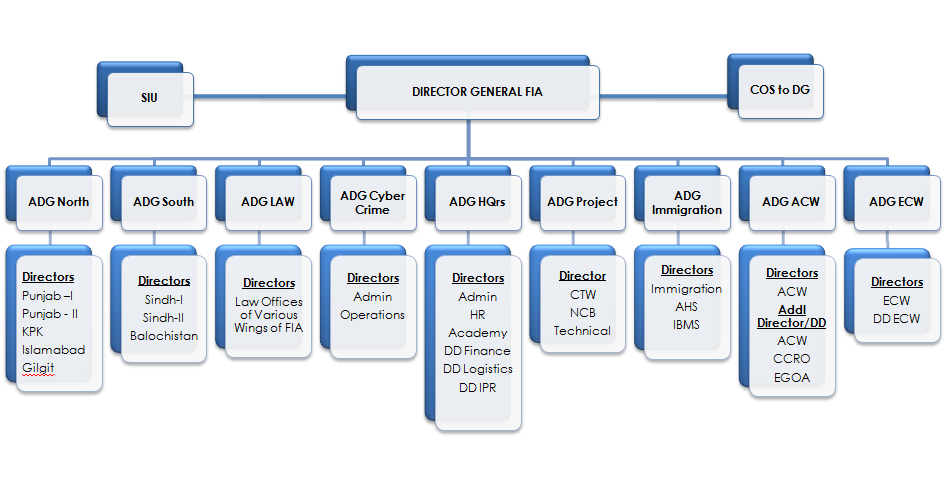 SIU
DIRECTOR GENERAL FIA
COS to DG
ADG North
ADG South
ADG LAW
ADG Cyber
Crime
ADG HQrs
ADG Project
ADG
Immigration
ADG ACW
ADG ECW
Directors
Punjab –I
Punjab - II
KPK
Islamabad
Gilgit
Directors
Sindh-I
Sindh-II
Balochistan
Directors
Law Offices
of Various
Wings of FIA
Directors
Admin
Operations
Directors
Admin
HR
Academy
DD Finance
DD Logistics
DD IPR
Director
CTW
NCB
Technical
Directors
Immigration
AHS
IBMS
Directors
ACW
Addl
Director/DD
ACW
CCRO
EGOA
Directors
ECW
DD ECW